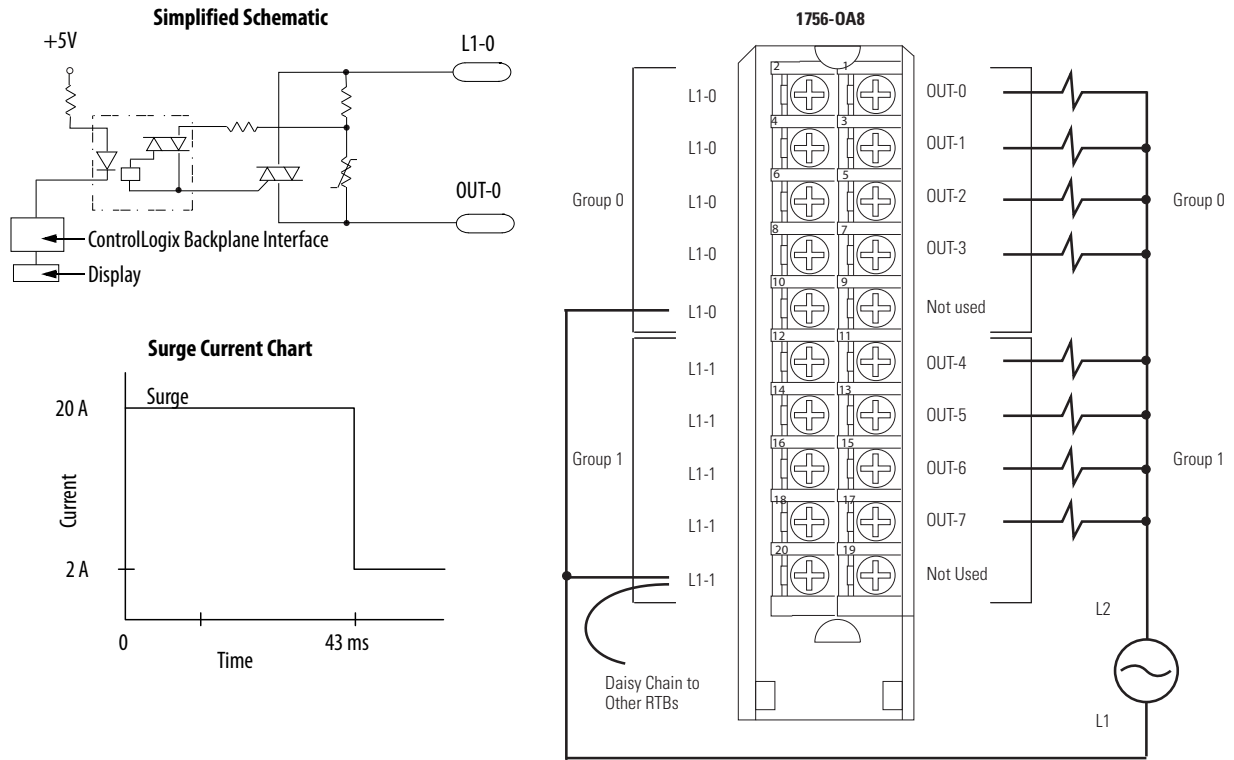 Simplified Schematic
+5V
L1-0
OUT-0
ControlLogix Backplane Interface
Display
Surge Current Chart
20 A
Surge
Current
2 A
0
43 ms
Time
1756-OA8
2 1
L1-0
OUT-0
4 3
L1-0
OUT-1
6 5
Group 0
L1-0
OUT-2
Group 0
8 7
L1-0
OUT-3
10 9
L1-0
Not used
12 11
L1-1
OUT-4
14 13
L1-1
OUT-5
16 15
Group 1
L1-1
OUT-6
Group 1
18 17
L1-1
OUT-7
20 19
L1-1
Not Used
L2
Daisy Chain to
Other RTBs
L1